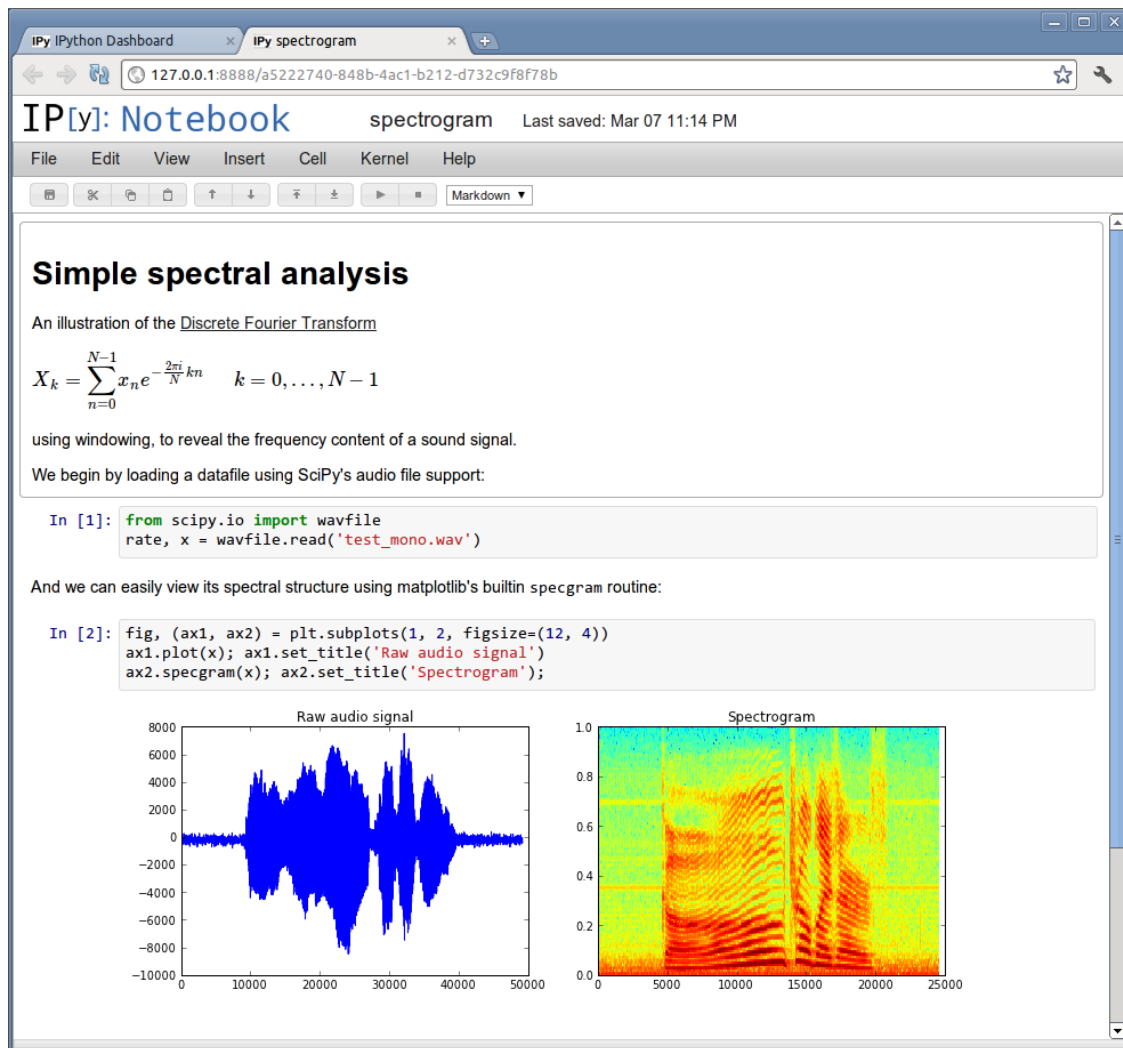 IPy IPython Dashboard IPy spectrogram
127.0.0.1:8888/a5222740-848b-4ac1-b212-d732c9f8f78b
IP[y]: Notebook spectrogram Last saved: Mar 07 11:14 PM
File Edit View Insert Cell Kernel Help
Markdown
Simple spectral analysis
An illustration of the Discrete Fourier Transform
X_k = \sum_{n=0}^{N-1} x_n e^{-\frac{2\pi i}{N} kn} k = 0, . . . , N − 1
using windowing, to reveal the frequency content of a sound signal.
We begin by loading a datafile using SciPy's audio file support:
In [1]: from scipy.io import wavfile
rate, x = wavfile.read('test_mono.wav')
And we can easily view its spectral structure using matplotlib's builtin specgram routine:
In [2]: fig, (ax1, ax2) = plt.subplots(1, 2, figsize=(12, 4))
ax1.plot(x); ax1.set_title('Raw audio signal')
ax2.specgram(x); ax2.set_title('Spectrogram');
Raw audio signal
8000
6000
4000
2000
0
−2000
−4000
−6000
−8000
−10000
0 10000 20000 30000 40000 50000
Spectrogram
1.0
0.8
0.6
0.4
0.2
0.0
0 5000 10000 15000 20000 25000